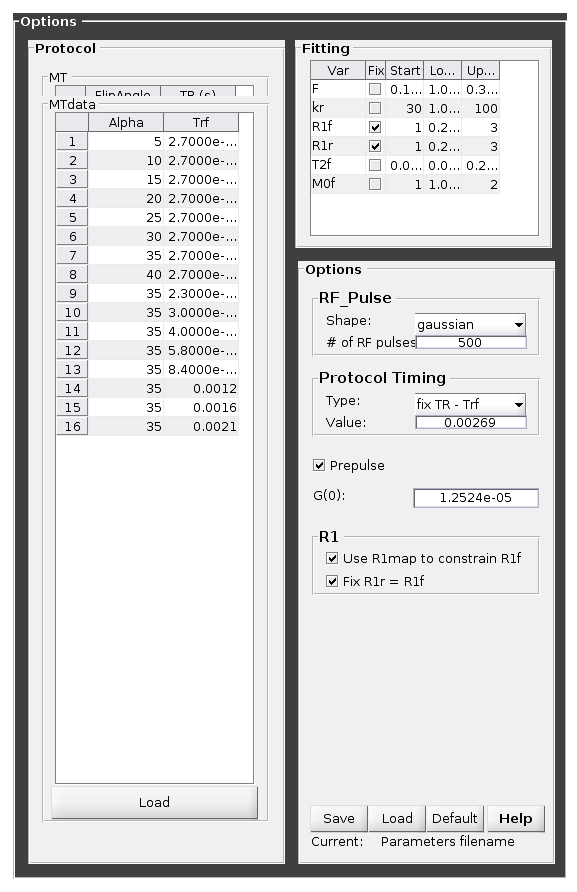 Options
Protocol
MT
FlipAngle TR (s)
MTdata
Alpha Trf
1 5 2.7000e-...
2 10 2.7000e-...
3 15 2.7000e-...
4 20 2.7000e-...
5 25 2.7000e-...
6 30 2.7000e-...
7 35 2.7000e-...
8 40 2.7000e-...
9 35 2.3000e-...
10 35 3.0000e-...
11 35 4.0000e-...
12 35 5.8000e-...
13 35 8.4000e-...
14 35 0.0012
15 35 0.0016
16 35 0.0021
Load
Fitting
Var Fix Start Lo... Up...
F 0.1... 1.0... 0.3...
kr 30 1.0... 100
R1f 1 0.2... 3
R1r 1 0.2... 3
T2f 0.0... 0.0... 0.2...
M0f 1 1.0... 2
Options
RF_Pulse
Shape: gaussian
# of RF pulses 500
Protocol Timing
Type: fix TR - Trf
Value: 0.00269
Prepulse
G(0): 1.2524e-05
R1
Use R1map to constrain R1f
Fix R1r = R1f
Save Load Default Help
Current: Parameters filename